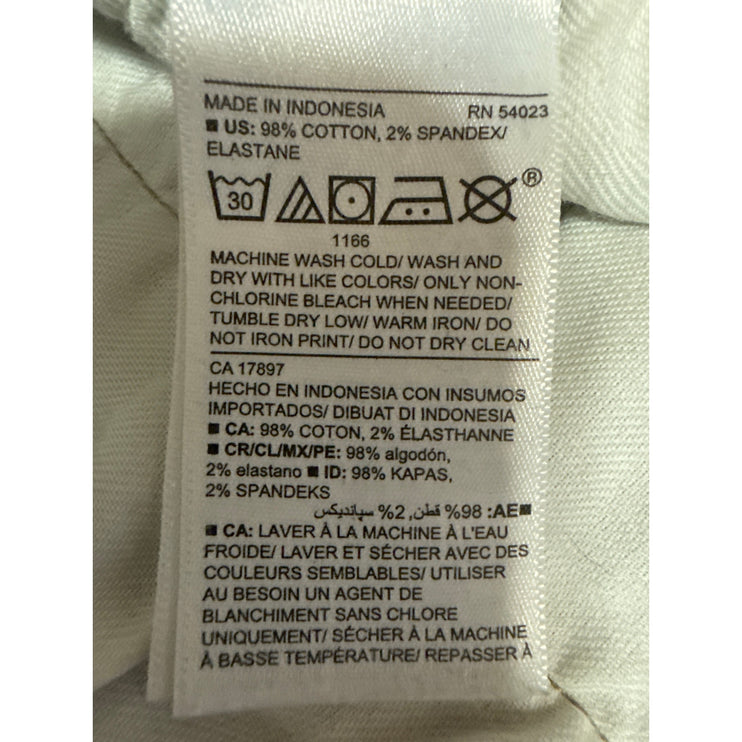 MADE IN INDONESIA RN 54023
■ US: 98% COTTON, 2% SPANDEX/
ELASTANE
30 ®
1166
MACHINE WASH COLD/ WASH AND
DRY WITH LIKE COLORS/ ONLY NON-
CHLORINE BLEACH WHEN NEEDED/
TUMBLE DRY LOW/ WARM IRON/ DO
NOT IRON PRINT/ DO NOT DRY CLEAN
CA 17897
HECHO EN INDONESIA CON INSUMOS
IMPORTADOS/ DIBUAT DI INDONESIA
■ CA: 98% COTON, 2% ÉLASTHANNE
■ CR/CL/MX/PE: 98% algodón,
2% elastano ■ ID: 98% KAPAS,
2% SPANDEKS
■AE: 98% قطن, 2% سپانديكس
■ CA: LAVER À LA MACHINE À L'EAU
FROIDE/ LAVER ET SÉCHER AVEC DES
COULEURS SEMBLABLES/ UTILISER
AU BESOIN UN AGENT DE
BLANCHIMENT SANS CHLORE
UNIQUEMENT/ SÉCHER À LA MACHINE
À BASSE TEMPÉRATURE/ REPASSER À